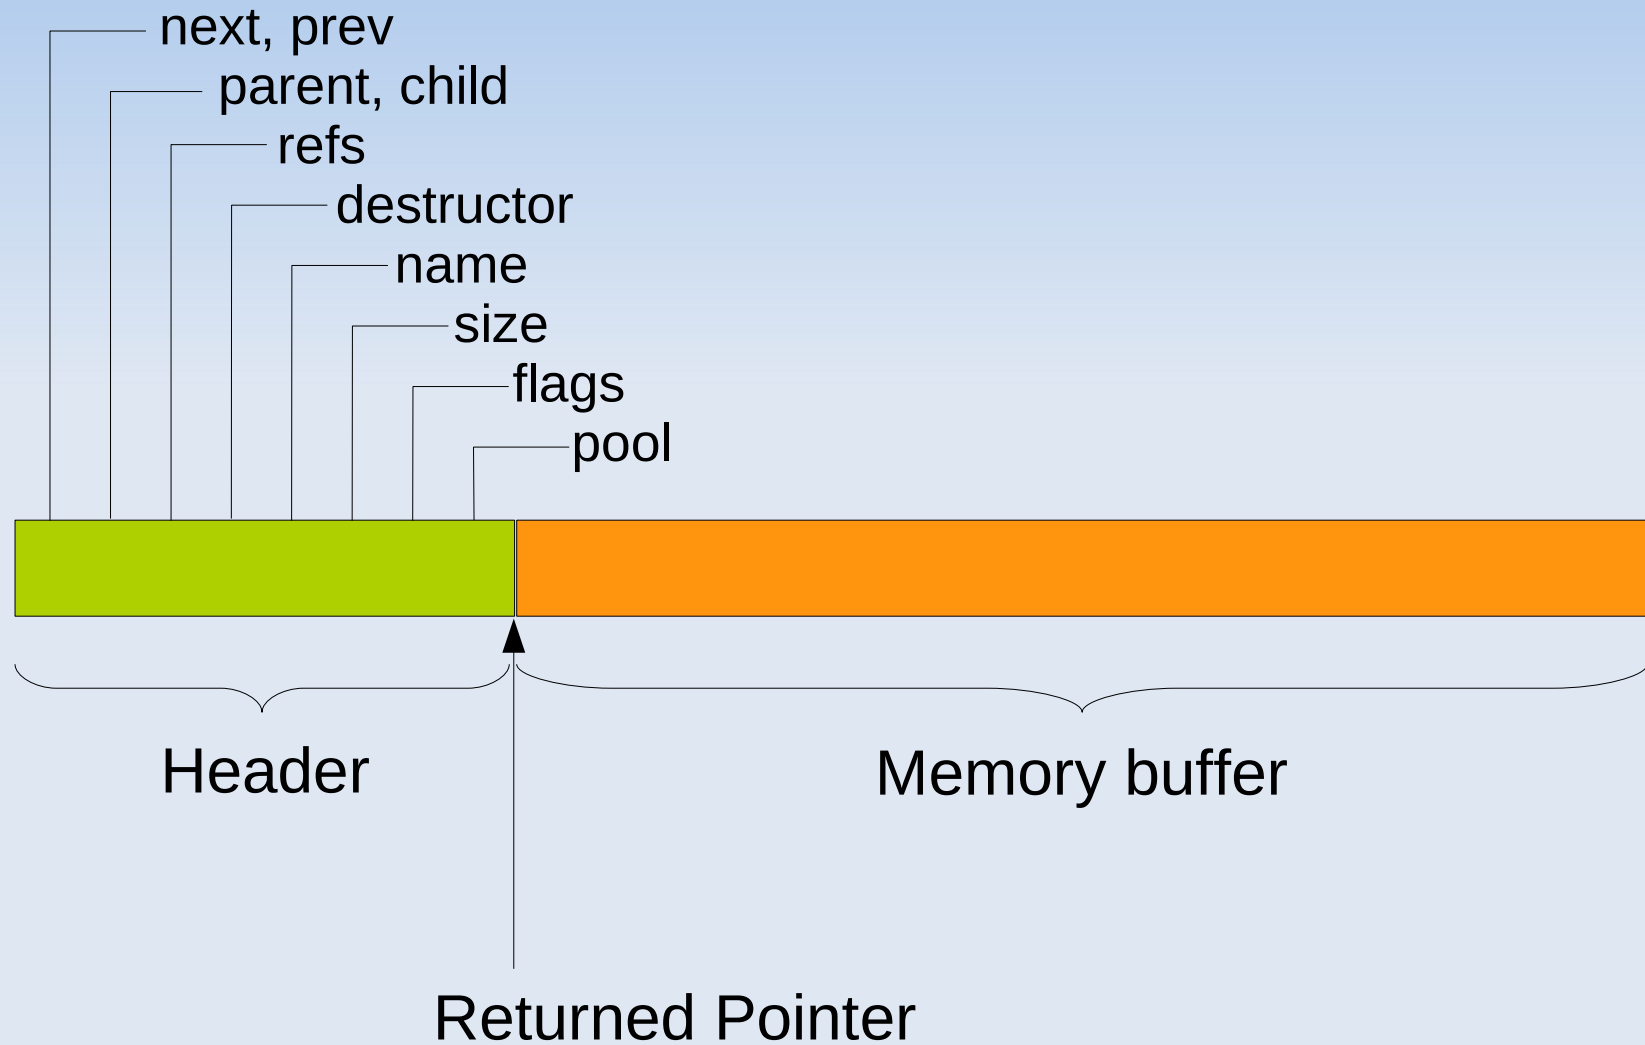 next, prev
parent, child
refs
destructor
name
size
flags
pool
Header
Memory buffer
Returned Pointer